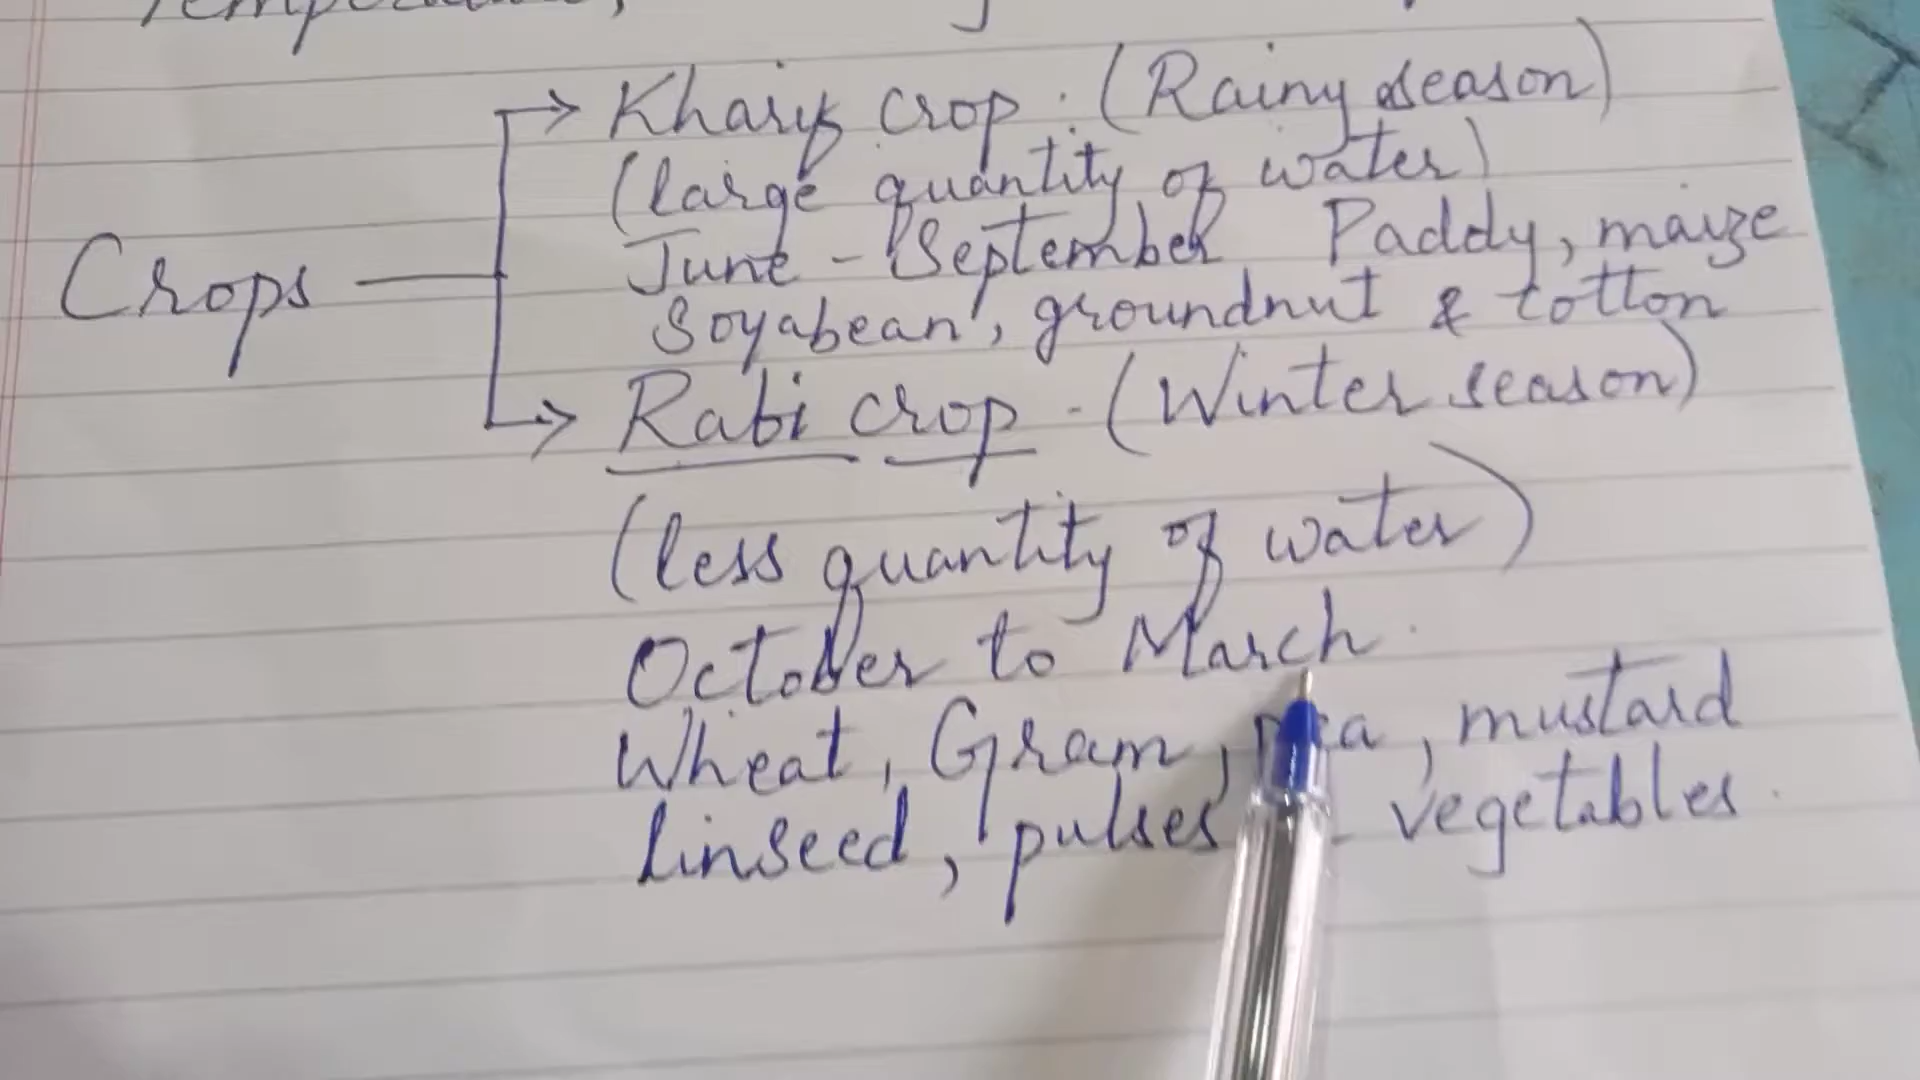 Temperature,
Kharif crop. (Rainy season)
(large quantity of water)
June - September Paddy, maize
Crops
Soyabean, groundnut & cotton
Rabi crop - (Winter season)
(less quantity of water)
October to March.
Wheat, Gram, , mustard
linseed, pulses vegetables.